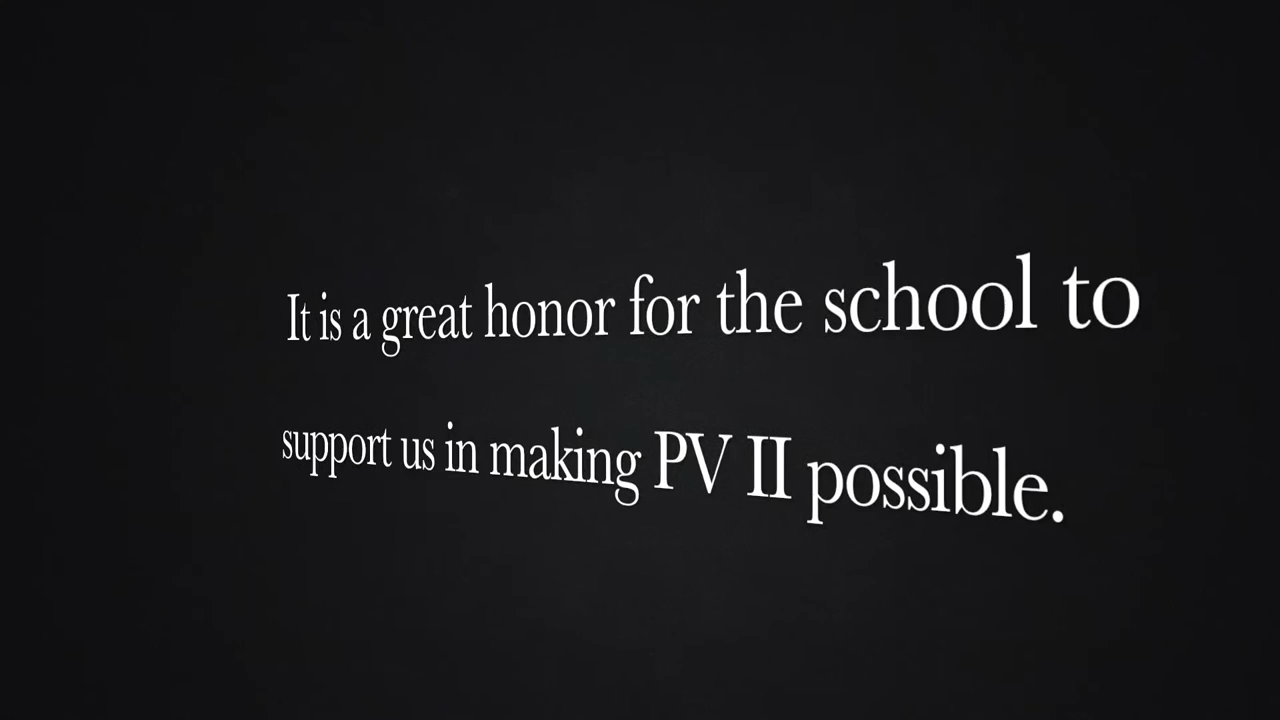 It is a great honor for the school to
support us in making PV II possible.